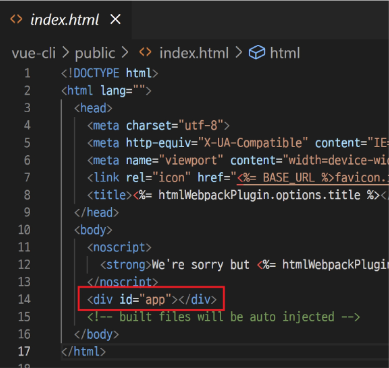 index.html
vue-cli > public > index.html > html
1 <!DOCTYPE html>
2 <html lang="">
3 <head>
4 <meta charset="utf-8">
5 <meta http-equiv="X-UA-Compatible" content="IE=
6 <meta name="viewport" content="width=device-wid
7 <link rel="icon" href="<%= BASE_URL %>favicon.i
8 <title><%= htmlWebpackPlugin.options.title %></
9 </head>
10 <body>
11 <noscript>
12 <strong>We're sorry but <%= htmlWebpackPlugin
13 </noscript>
14 <div id="app"></div>
15 <!-- built files will be auto injected -->
16 </body>
17 </html>